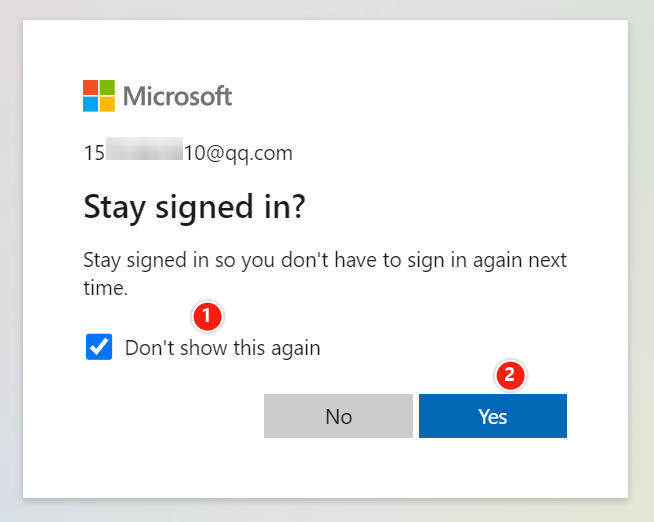 Microsoft
15 10@qq.com
Stay signed in?
Stay signed in so you don't have to sign in again next
time.
1
Don't show this again
2
No Yes